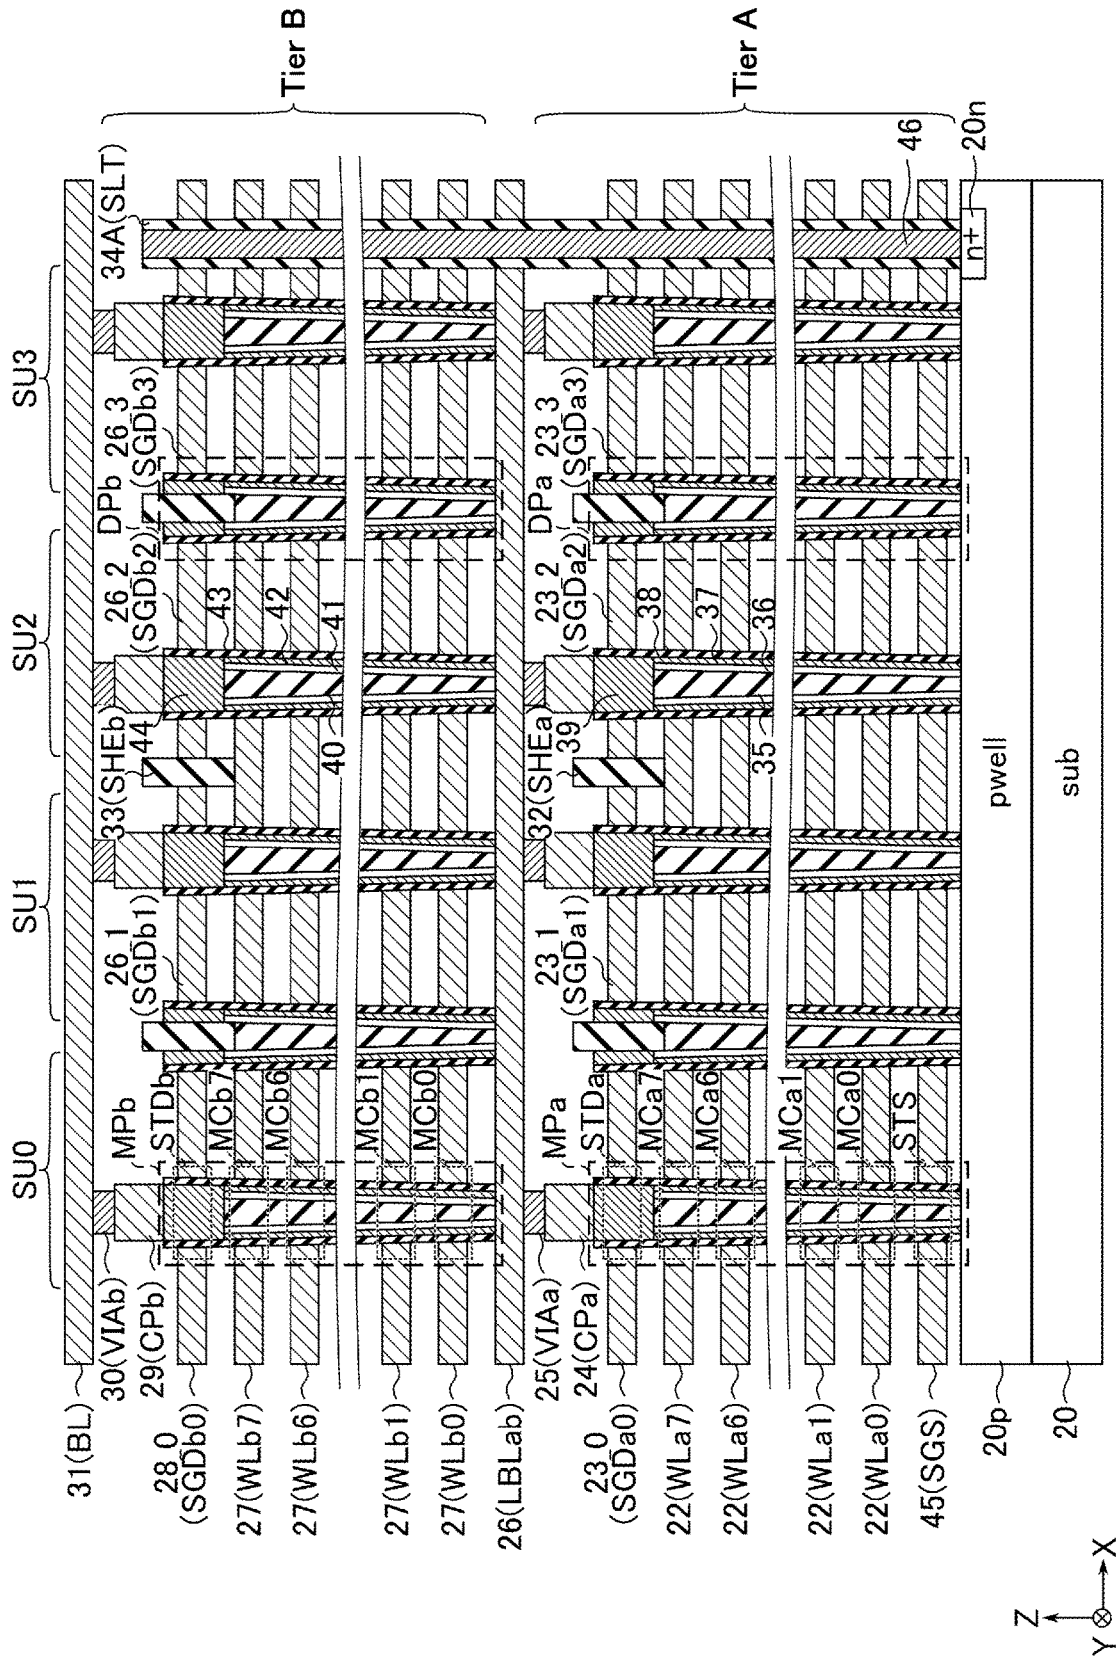 SU0
SU1
SU2
SU3
31(BL)
30(VIAb)
29(CPb)
28_0
(SGDb0)
27(WLb7)
27(WLb6)
27(WLb1)
27(WLb0)
26(LBLab)
25(VIAa)
24(CPa)
23_0
(SGDa0)
22(WLa7)
22(WLa6)
22(WLa1)
22(WLa0)
45(SGS)
20p
20
MPb
STDb
MCb7
MCb6
MCb1
MCb0
MPa
STDa
MCa7
MCa6
MCa1
MCa0
STS
26_1
(SGDb1)
23_1
(SGDa1)
33(SHEb)
44
43
42
41
40
32(SHEa)
39
38
37
36
35
26_2
(SGDb2)
23_2
(SGDa2)
DPb
DPa
26_3
(SGDb3)
23_3
(SGDa3)
34A(SLT)
Tier B
Tier A
46
20n
n+
pwell
sub
Z
Y
X